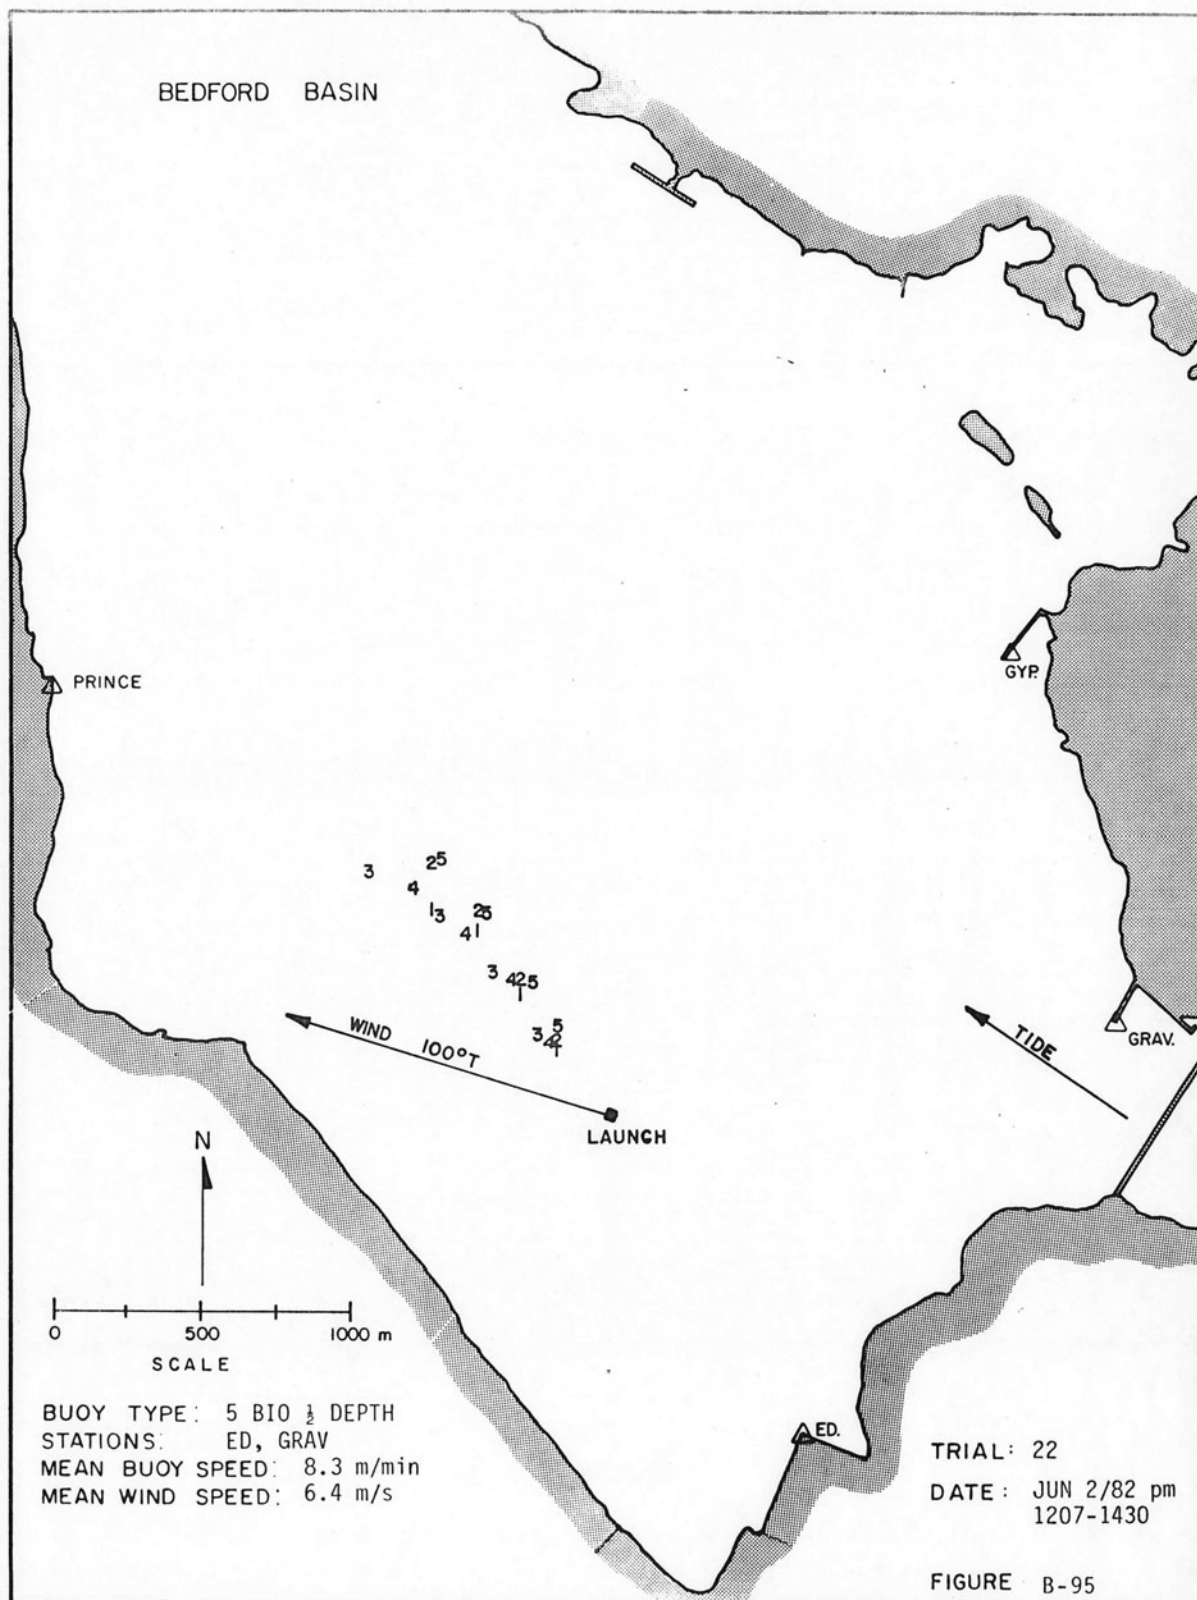 BEDFORD BASIN
PRINCE
GYP.
3
25
4
13
25
41
3 425
1
5
3 2
41
WIND 100°T
TIDE
GRAV.
LAUNCH
N
0 500 1000 m
SCALE
ED.
BUOY TYPE: 5 BIO ½ DEPTH
STATIONS: ED, GRAV
MEAN BUOY SPEED: 8.3 m/min
MEAN WIND SPEED: 6.4 m/s
TRIAL: 22
DATE: JUN 2/82 pm
1207-1430
FIGURE B-95